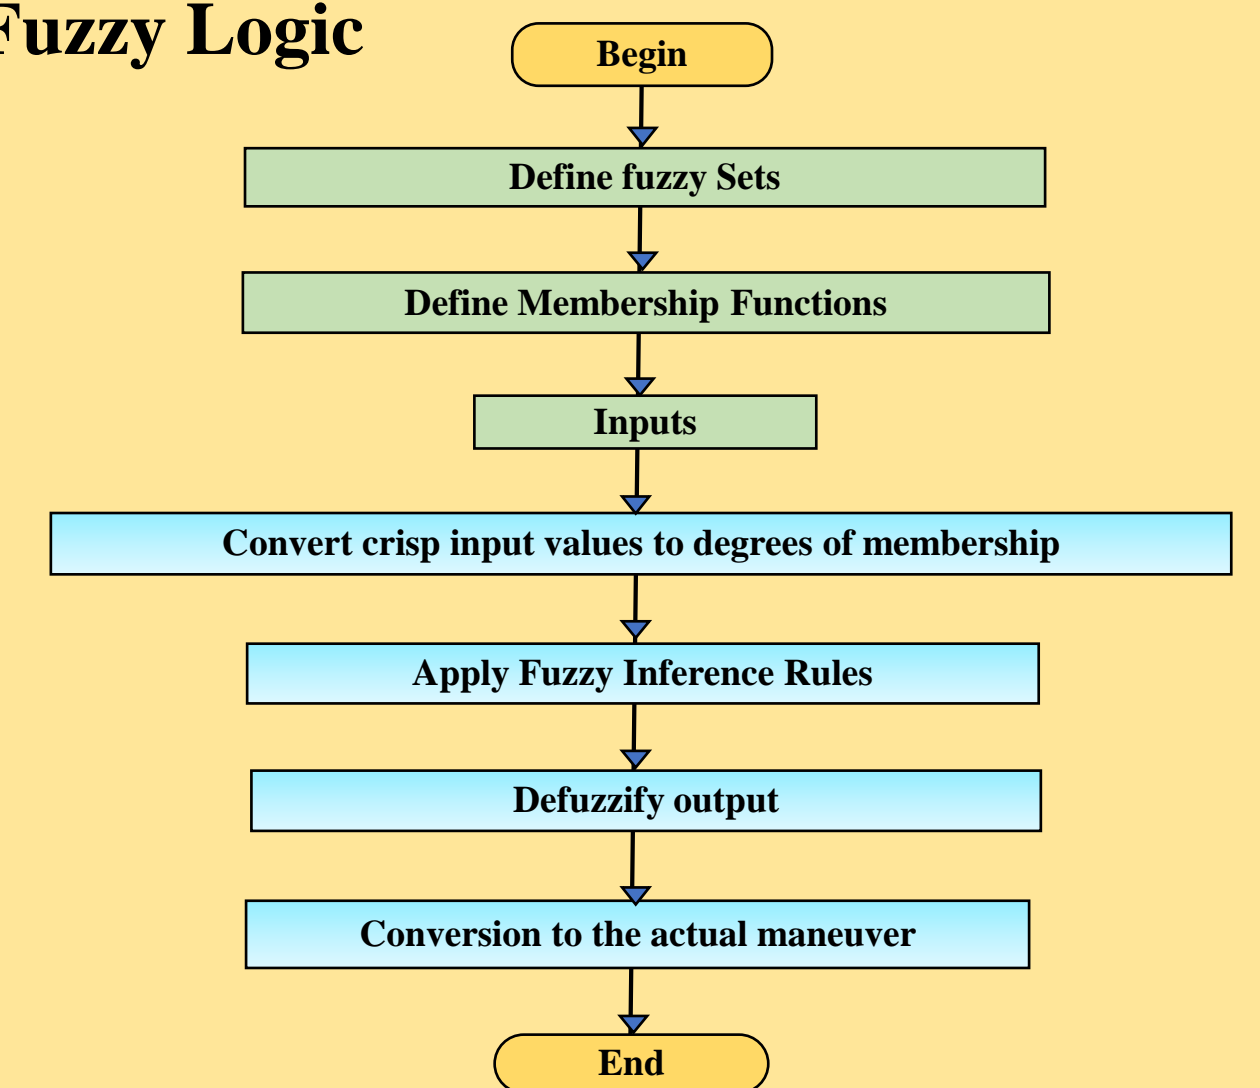 Fuzzy Logic
Begin
Define fuzzy Sets
Define Membership Functions
Inputs
Convert crisp input values to degrees of membership
Apply Fuzzy Inference Rules
Defuzzify output
Conversion to the actual maneuver
End